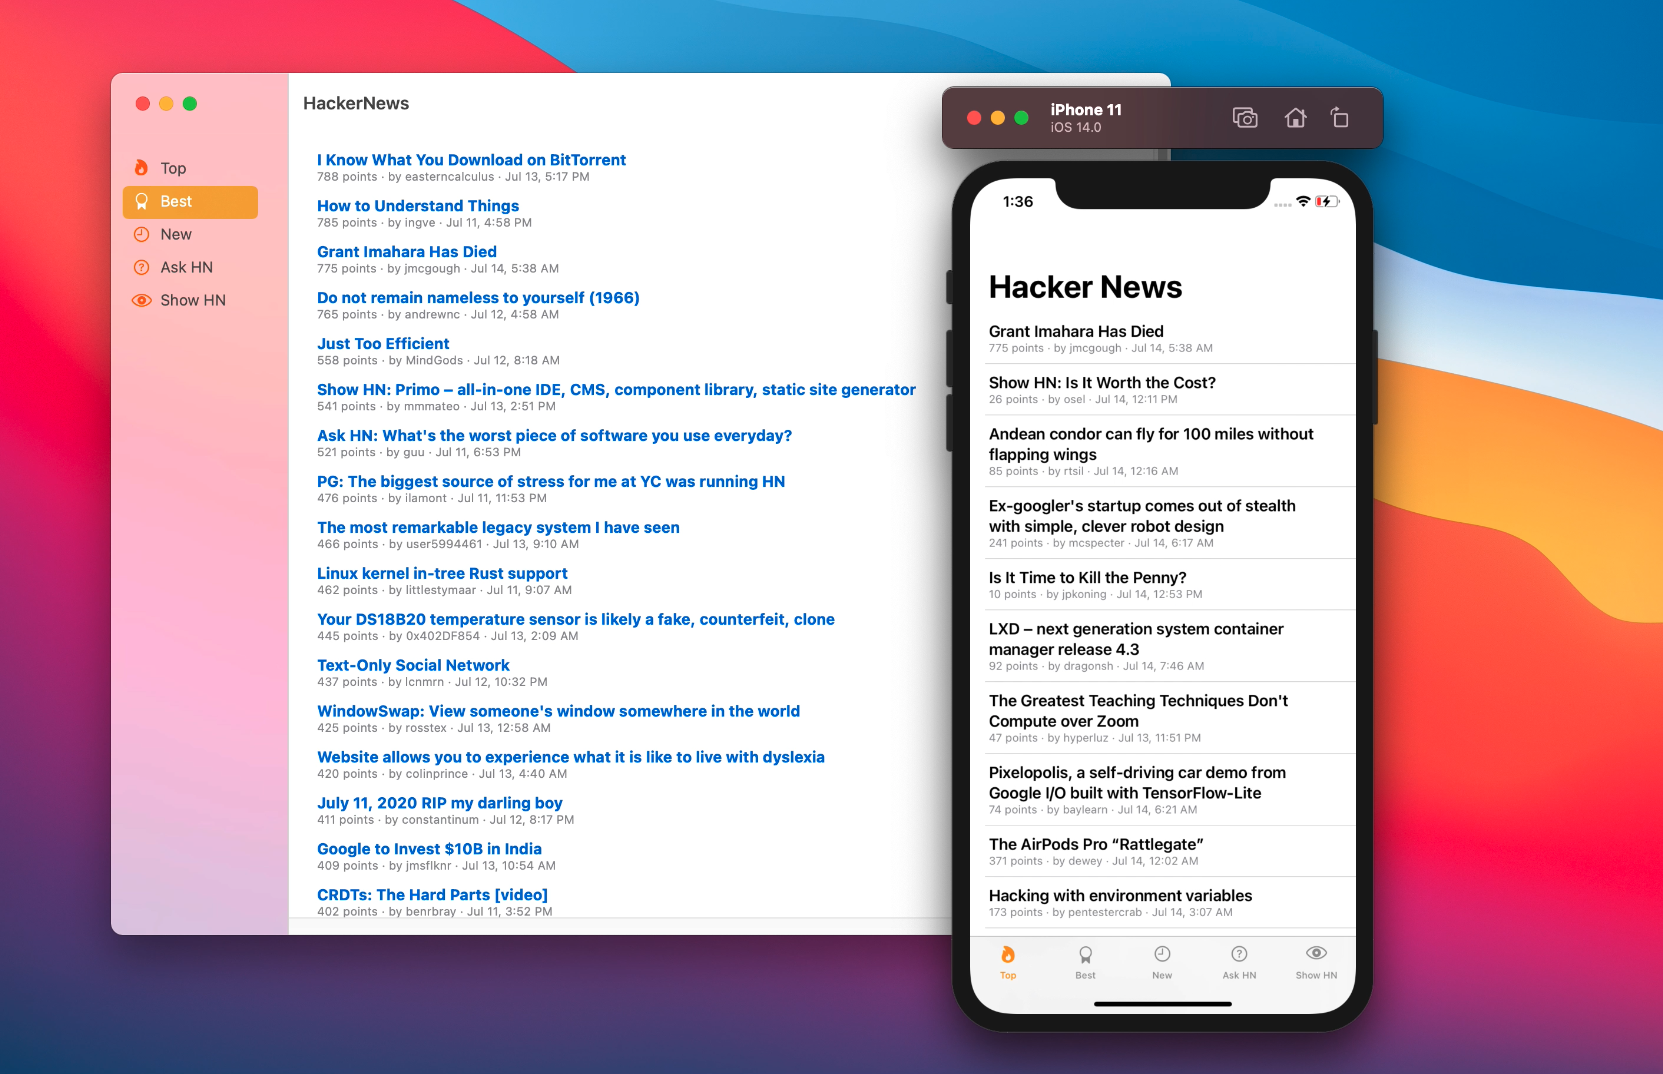 HackerNews
Top
Best
New
Ask HN
Show HN
I Know What You Download on BitTorrent
788 points · by easterncalculus · Jul 13, 5:17 PM
How to Understand Things
785 points · by ingve · Jul 11, 4:58 PM
Grant Imahara Has Died
775 points · by jmcgough · Jul 14, 5:38 AM
Do not remain nameless to yourself (1966)
765 points · by andrewnc · Jul 12, 4:58 AM
Just Too Efficient
558 points · by MindGods · Jul 12, 8:18 AM
Show HN: Primo – all-in-one IDE, CMS, component library, static site generator
541 points · by mmmateo · Jul 13, 2:51 PM
Ask HN: What's the worst piece of software you use everyday?
521 points · by guu · Jul 11, 6:53 PM
PG: The biggest source of stress for me at YC was running HN
476 points · by ilamont · Jul 11, 11:53 PM
The most remarkable legacy system I have seen
466 points · by user5994461 · Jul 13, 9:10 AM
Linux kernel in-tree Rust support
462 points · by littlestymaar · Jul 11, 9:07 AM
Your DS18B20 temperature sensor is likely a fake, counterfeit, clone
445 points · by 0x402DF854 · Jul 13, 2:09 AM
Text-Only Social Network
437 points · by lcnmrn · Jul 12, 10:32 PM
WindowSwap: View someone's window somewhere in the world
425 points · by rosstex · Jul 13, 12:58 AM
Website allows you to experience what it is like to live with dyslexia
420 points · by colinprince · Jul 13, 4:40 AM
July 11, 2020 RIP my darling boy
411 points · by constantinum · Jul 12, 8:17 PM
Google to Invest $10B in India
409 points · by jmsflknr · Jul 13, 10:54 AM
CRDTs: The Hard Parts [video]
402 points · by benrbray · Jul 11, 3:52 PM
iPhone 11
iOS 14.0
1:36
Hacker News
Grant Imahara Has Died
775 points · by jmcgough · Jul 14, 5:38 AM
Show HN: Is It Worth the Cost?
26 points · by osel · Jul 14, 12:11 PM
Andean condor can fly for 100 miles without
flapping wings
85 points · by rtsil · Jul 14, 12:16 AM
Ex-googler's startup comes out of stealth
with simple, clever robot design
241 points · by mcspecter · Jul 14, 6:17 AM
Is It Time to Kill the Penny?
10 points · by jpkoning · Jul 14, 12:53 PM
LXD – next generation system container
manager release 4.3
92 points · by dragonsh · Jul 14, 7:46 AM
The Greatest Teaching Techniques Don't
Compute over Zoom
47 points · by hyperluz · Jul 13, 11:51 PM
Pixelopolis, a self-driving car demo from
Google I/O built with TensorFlow-Lite
74 points · by baylearn · Jul 14, 6:21 AM
The AirPods Pro “Rattlegate”
371 points · by dewey · Jul 14, 12:02 AM
Hacking with environment variables
173 points · by pentestercrab · Jul 14, 3:07 AM
Top
Best
New
Ask HN
Show HN